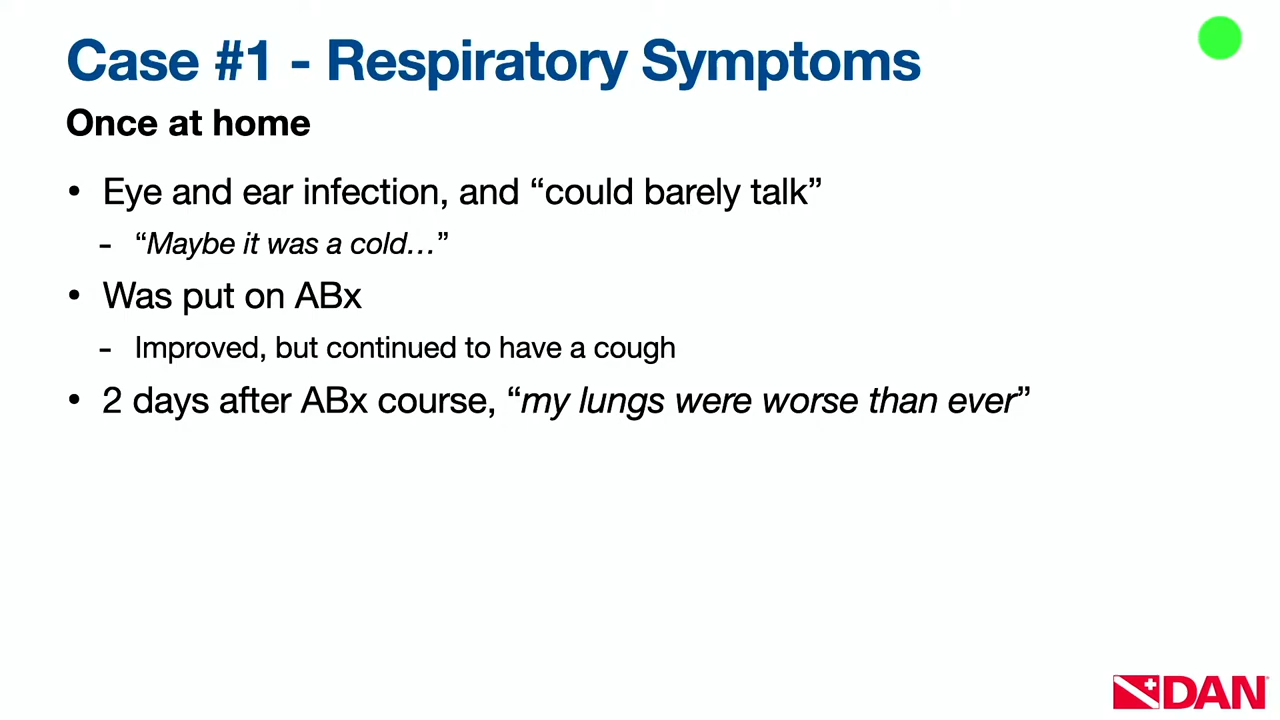 Case #1 - Respiratory Symptoms
Once at home
• Eye and ear infection, and “could barely talk”
- “Maybe it was a cold…”
• Was put on ABx
- Improved, but continued to have a cough
• 2 days after ABx course, “my lungs were worse than ever”
DAN